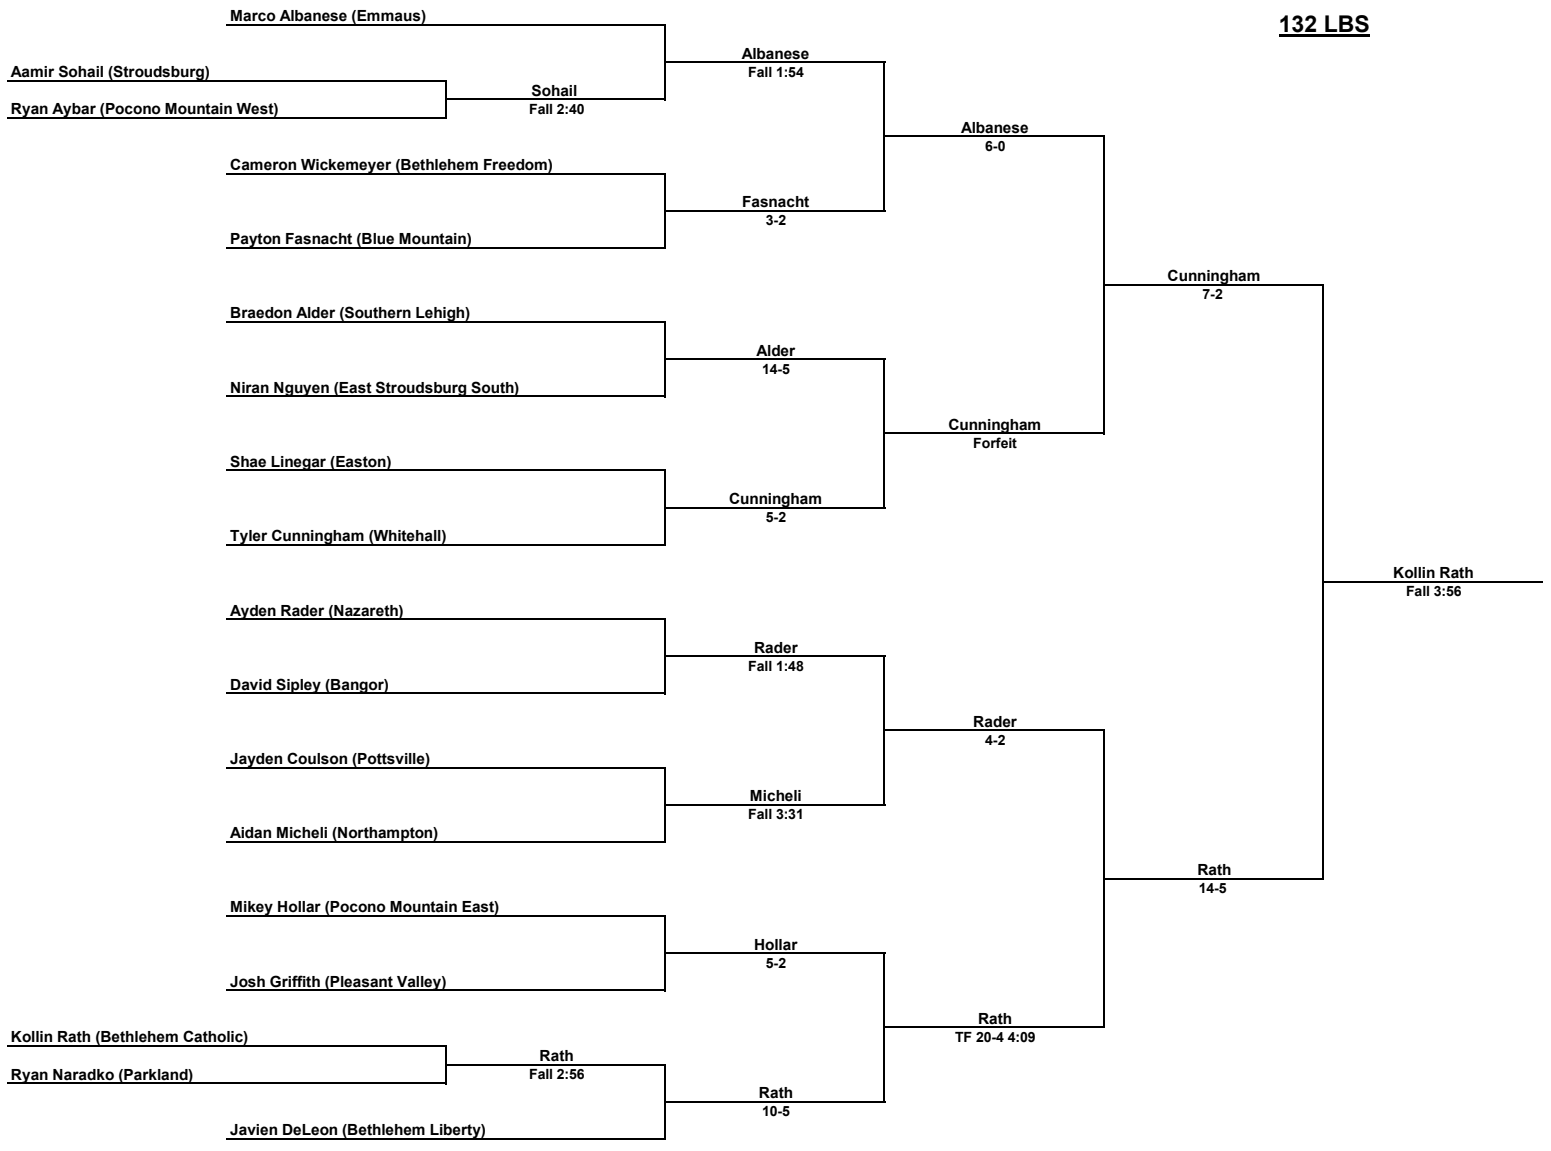 132 LBS
Marco Albanese (Emmaus)
Albanese
Fall 1:54
Aamir Sohail (Stroudsburg)
Sohail
Fall 2:40
Ryan Aybar (Pocono Mountain West)
Albanese
6-0
Cameron Wickemeyer (Bethlehem Freedom)
Fasnacht
3-2
Payton Fasnacht (Blue Mountain)
Cunningham
7-2
Braedon Alder (Southern Lehigh)
Alder
14-5
Niran Nguyen (East Stroudsburg South)
Cunningham
Forfeit
Shae Linegar (Easton)
Cunningham
5-2
Tyler Cunningham (Whitehall)
Kollin Rath
Fall 3:56
Ayden Rader (Nazareth)
Rader
Fall 1:48
David Sipley (Bangor)
Rader
4-2
Jayden Coulson (Pottsville)
Micheli
Fall 3:31
Aidan Micheli (Northampton)
Rath
14-5
Mikey Hollar (Pocono Mountain East)
Hollar
5-2
Josh Griffith (Pleasant Valley)
Rath
TF 20-4 4:09
Kollin Rath (Bethlehem Catholic)
Rath
Fall 2:56
Ryan Naradko (Parkland)
Rath
10-5
Javien DeLeon (Bethlehem Liberty)